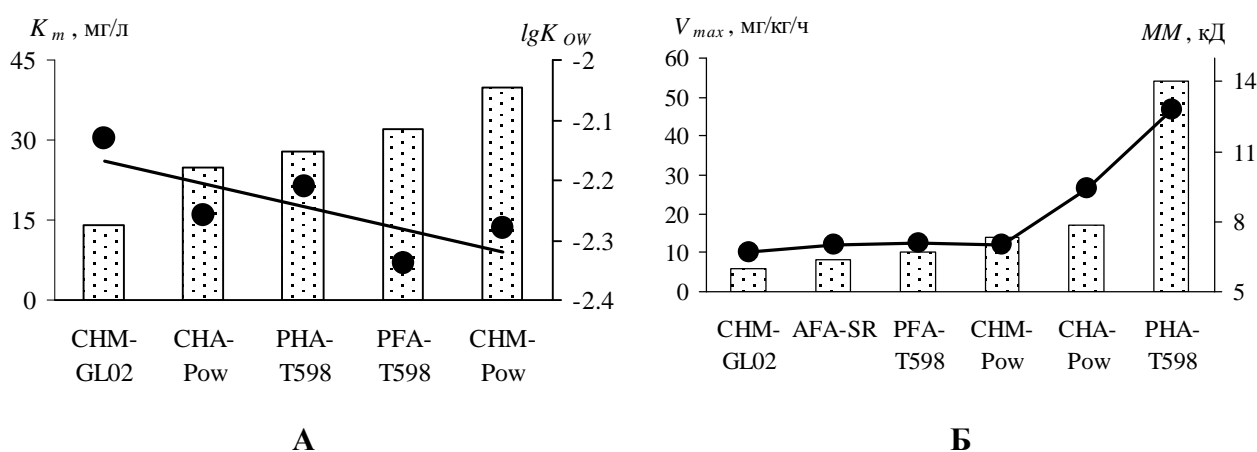 K m , мг/л
lgK OW
45
30
15
0
-2
-2.1
-2.2
-2.3
-2.4
CHM-
GL02
CHA-
Pow
PHA-
T598
PFA-
T598
CHM-
Pow
А
V max , мг/кг/ч
ММ , кД
60
50
40
30
20
10
0
14
11
8
5
CHM-
GL02
AFA-SR
PFA-
T598
CHM-
Pow
CHA-
Pow
PHA-
T598
Б